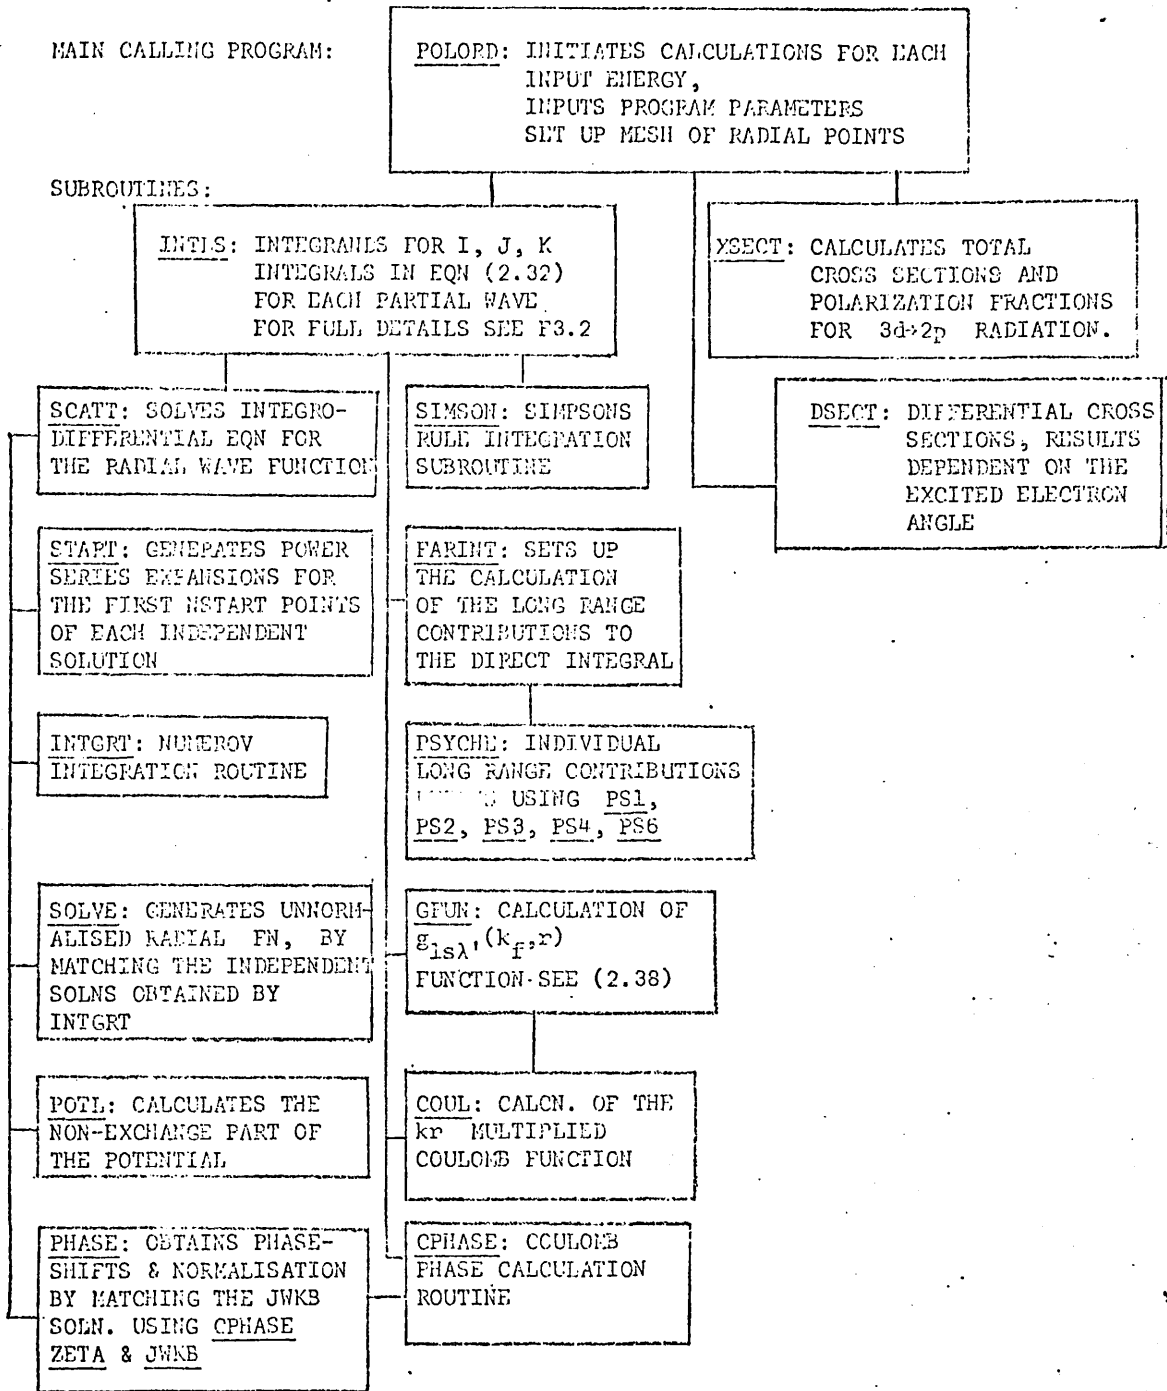 MAIN CALLING PROGRAM:
POLORD: INITIATES CALCULATIONS FOR EACH
INPUT ENERGY,
INPUTS PROGRAM PARAMETERS
SET UP MESH OF RADIAL POINTS
SUBROUTINES:
INTLS: INTEGRANDS FOR I, J, K
INTEGRALS IN EQN (2.32)
FOR EACH PARTIAL WAVE
FOR FULL DETAILS SEE F3.2
XSECT: CALCULATES TOTAL
CROSS SECTIONS AND
POLARIZATION FRACTIONS
FOR 3d→2p RADIATION.
SCATT: SOLVES INTEGRO-
DIFFERENTIAL EQN FOR
THE RADIAL WAVE FUNCTION
SIMSON: SIMPSONS
RULE INTEGRATION
SUBROUTINE
DSECT: DIFFERENTIAL CROSS
SECTIONS, RESULTS
DEPENDENT ON THE
EXCITED ELECTRON
ANGLE
START: GENERATES POWER
SERIES EXPANSIONS FOR
THE FIRST NSTART POINTS
OF EACH INDEPENDENT
SOLUTION
FARINT: SETS UP
THE CALCULATION
OF THE LONG RANGE
CONTRIBUTIONS TO
THE DIRECT INTEGRAL
INTGRT: NUMEROV
INTEGRATION ROUTINE
PSYCHE: INDIVIDUAL
LONG RANGE CONTRIBUTIONS
USING PS1,
PS2, PS3, PS4, PS6
SOLVE: GENERATES UNNORM-
ALISED RADIAL FN, BY
MATCHING THE INDEPENDENT
SOLNS OBTAINED BY
INTGRT
GFUN: CALCULATION OF
g1sλ'(kf,r)
FUNCTION·SEE (2.38)
POTL: CALCULATES THE
NON-EXCHANGE PART OF
THE POTENTIAL
COUL: CALCN. OF THE
kr MULTIPLIED
COULOMB FUNCTION
PHASE: OBTAINS PHASE-
SHIFTS & NORMALISATION
BY MATCHING THE JWKB
SOLN. USING CPHASE
ZETA & JWKB
CPHASE: COULOMB
PHASE CALCULATION
ROUTINE